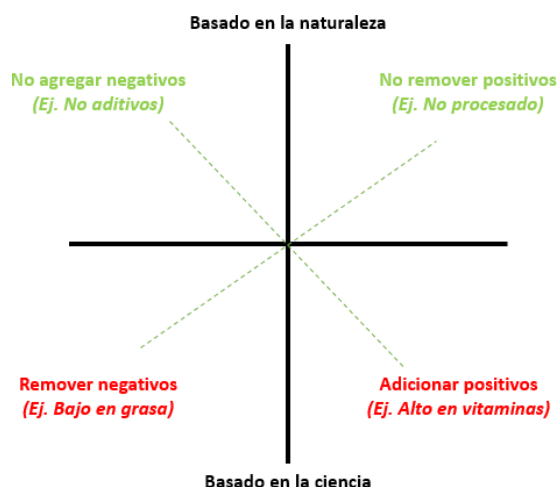 Basado en la naturaleza
No agregar negativos
(Ej. No aditivos)
No remover positivos
(Ej. No procesado)
Remover negativos
(Ej. Bajo en grasa)
Adicionar positivos
(Ej. Alto en vitaminas)
Basado en la ciencia